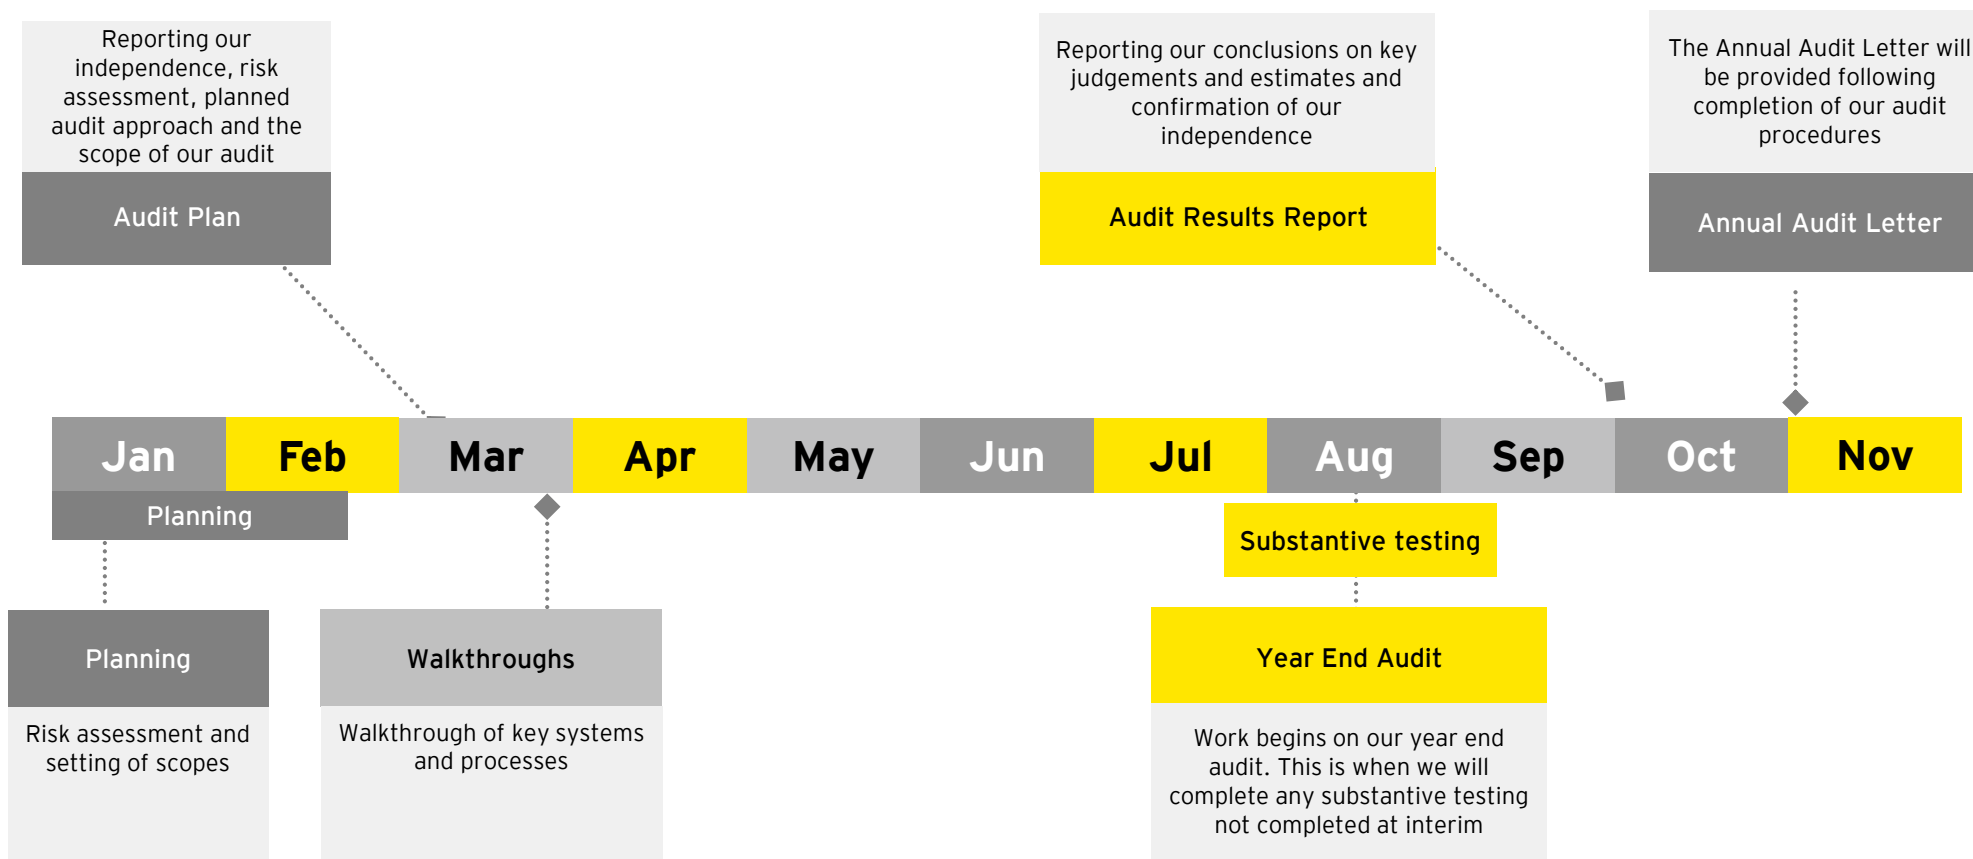 Reporting our
independence, risk
assessment, planned
audit approach and the
scope of our audit
Audit Plan
Reporting our conclusions on key
judgements and estimates and
confirmation of our
independence
Audit Results Report
The Annual Audit Letter will
be provided following
completion of our audit
procedures
Annual Audit Letter
Jan Feb Mar Apr May Jun Jul Aug Sep Oct Nov
Planning
Substantive testing
Planning
Risk assessment and
setting of scopes
Walkthroughs
Walkthrough of key systems
and processes
Year End Audit
Work begins on our year end
audit. This is when we will
complete any substantive testing
not completed at interim